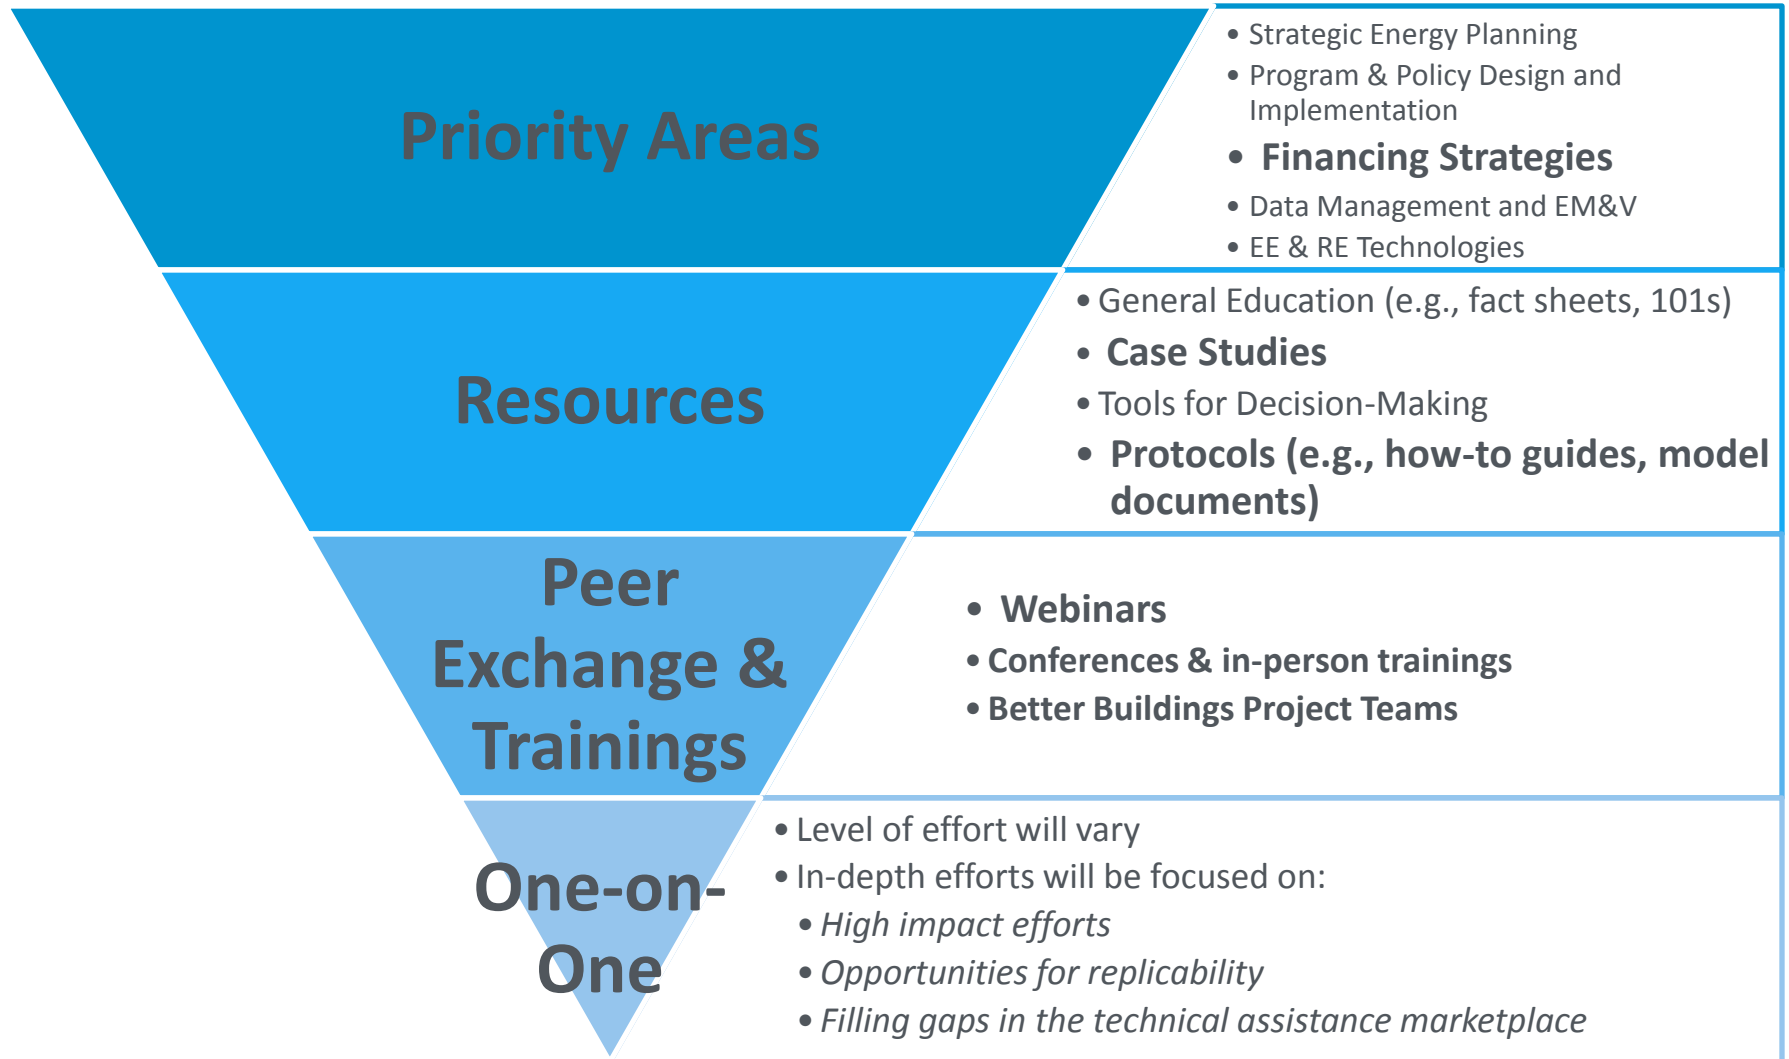 Priority Areas
• Strategic Energy Planning
• Program & Policy Design and
Implementation
• Financing Strategies
• Data Management and EM&V
• EE & RE Technologies
Resources
• General Education (e.g., fact sheets, 101s)
• Case Studies
• Tools for Decision-Making
• Protocols (e.g., how-to guides, model
documents)
Peer
Exchange &
Trainings
• Webinars
• Conferences & in-person trainings
• Better Buildings Project Teams
One-on-
One
• Level of effort will vary
• In-depth efforts will be focused on:
• High impact efforts
• Opportunities for replicability
• Filling gaps in the technical assistance marketplace